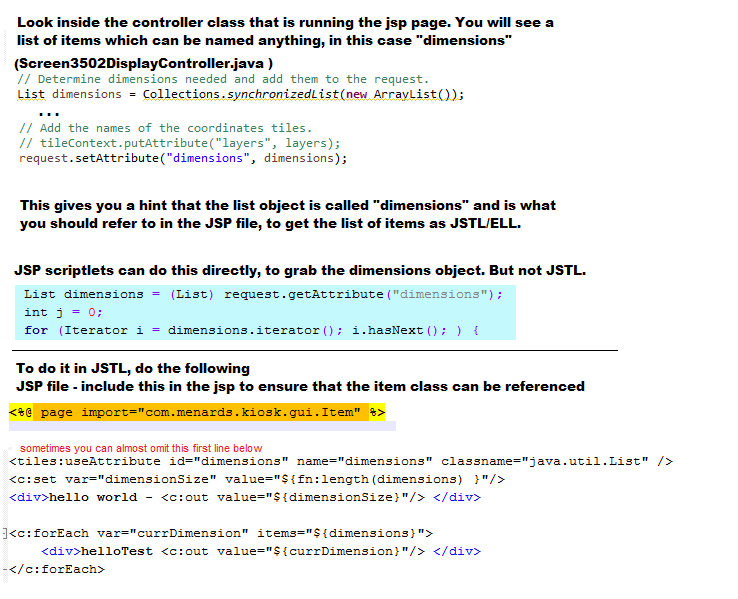 Look inside the controller class that is running the jsp page. You will see a
list of items which can be named anything, in this case "dimensions"
(Screen3502DisplayController.java )
// Determine dimensions needed and add them to the request.
List dimensions = Collections.synchronizedList(new ArrayList());
...
// Add the names of the coordinates tiles.
// tileContext.putAttribute("layers", layers);
request.setAttribute("dimensions", dimensions);
This gives you a hint that the list object is called "dimensions" and is what
you should refer to in the JSP file, to get the list of items as JSTL/ELL.
JSP scriptlets can do this directly, to grab the dimensions object. But not JSTL.
List dimensions = (List) request.getAttribute("dimensions");
int j = 0;
for (Iterator i = dimensions.iterator(); i.hasNext(); ) {
To do it in JSTL, do the following
JSP file - include this in the jsp to ensure that the item class can be referenced
<%@ page import="com.menards.kiosk.gui.Item" %>
sometimes you can almost omit this first line below
<tiles:useAttribute id="dimensions" name="dimensions" classname="java.util.List" />
<c:set var="dimensionSize" value="${fn:length(dimensions) }"/>
<div>hello world - <c:out value="${dimensionSize}"/> </div>
<c:forEach var="currDimension" items="${dimensions}">
<div>helloTest <c:out value="${currDimension}"/> </div>
</c:forEach>